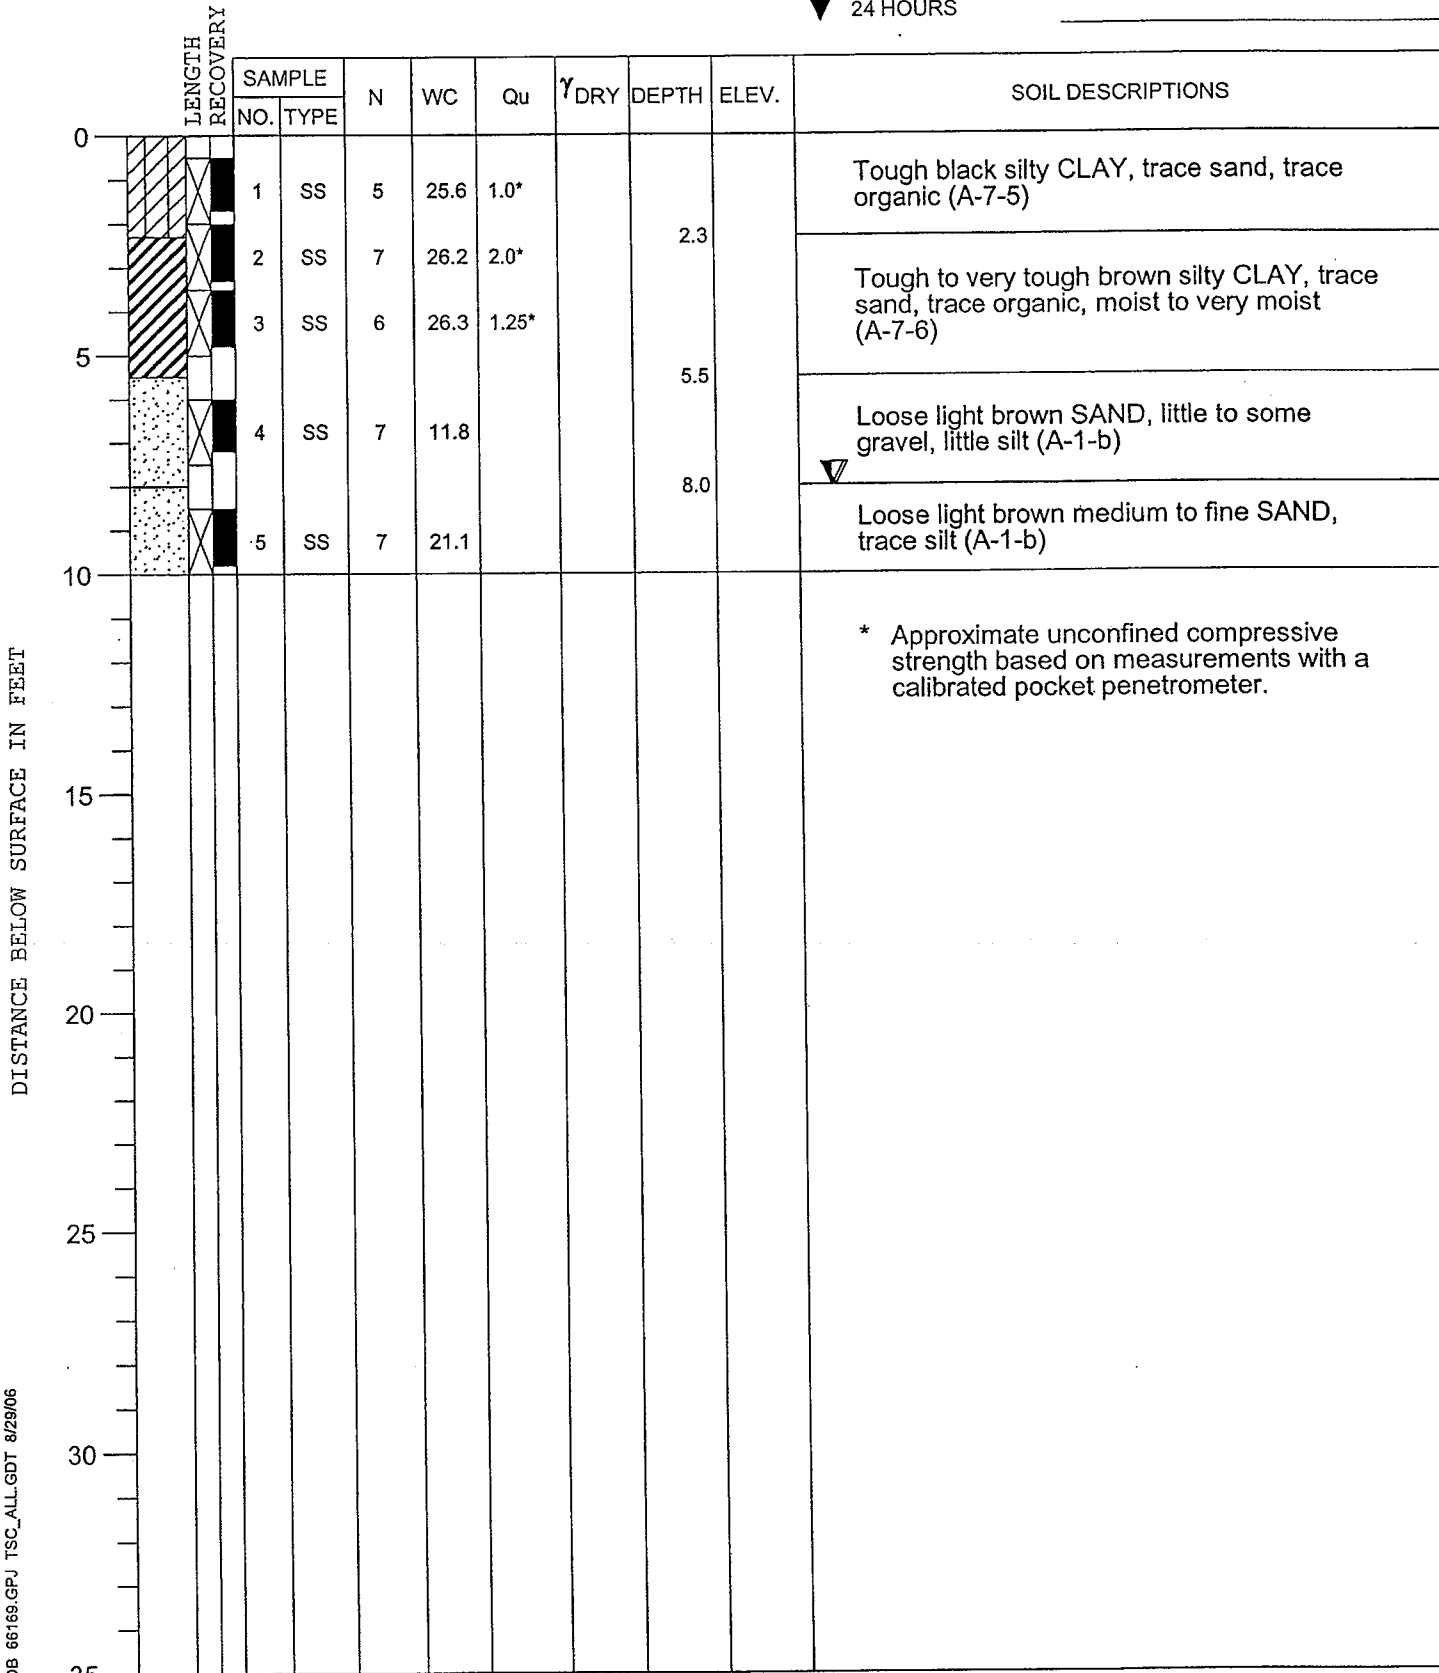 24 HOURS
LENGTH
RECOVERY
SAMPLE
NO. TYPE
N
WC
Qu
γDRY
DEPTH
ELEV.
SOIL DESCRIPTIONS
0
1 SS 5 25.6 1.0*
Tough black silty CLAY, trace sand, trace
organic (A-7-5)
2.3
2 SS 7 26.2 2.0*
Tough to very tough brown silty CLAY, trace
sand, trace organic, moist to very moist
(A-7-6)
3 SS 6 26.3 1.25*
5
5.5
4 SS 7 11.8
Loose light brown SAND, little to some
gravel, little silt (A-1-b)
8.0
5 SS 7 21.1
Loose light brown medium to fine SAND,
trace silt (A-1-b)
10
* Approximate unconfined compressive
strength based on measurements with a
calibrated pocket penetrometer.
15
20
25
30
DISTANCE BELOW SURFACE IN FEET
66169.GPJ TSC_ALL.GDT 8/29/06